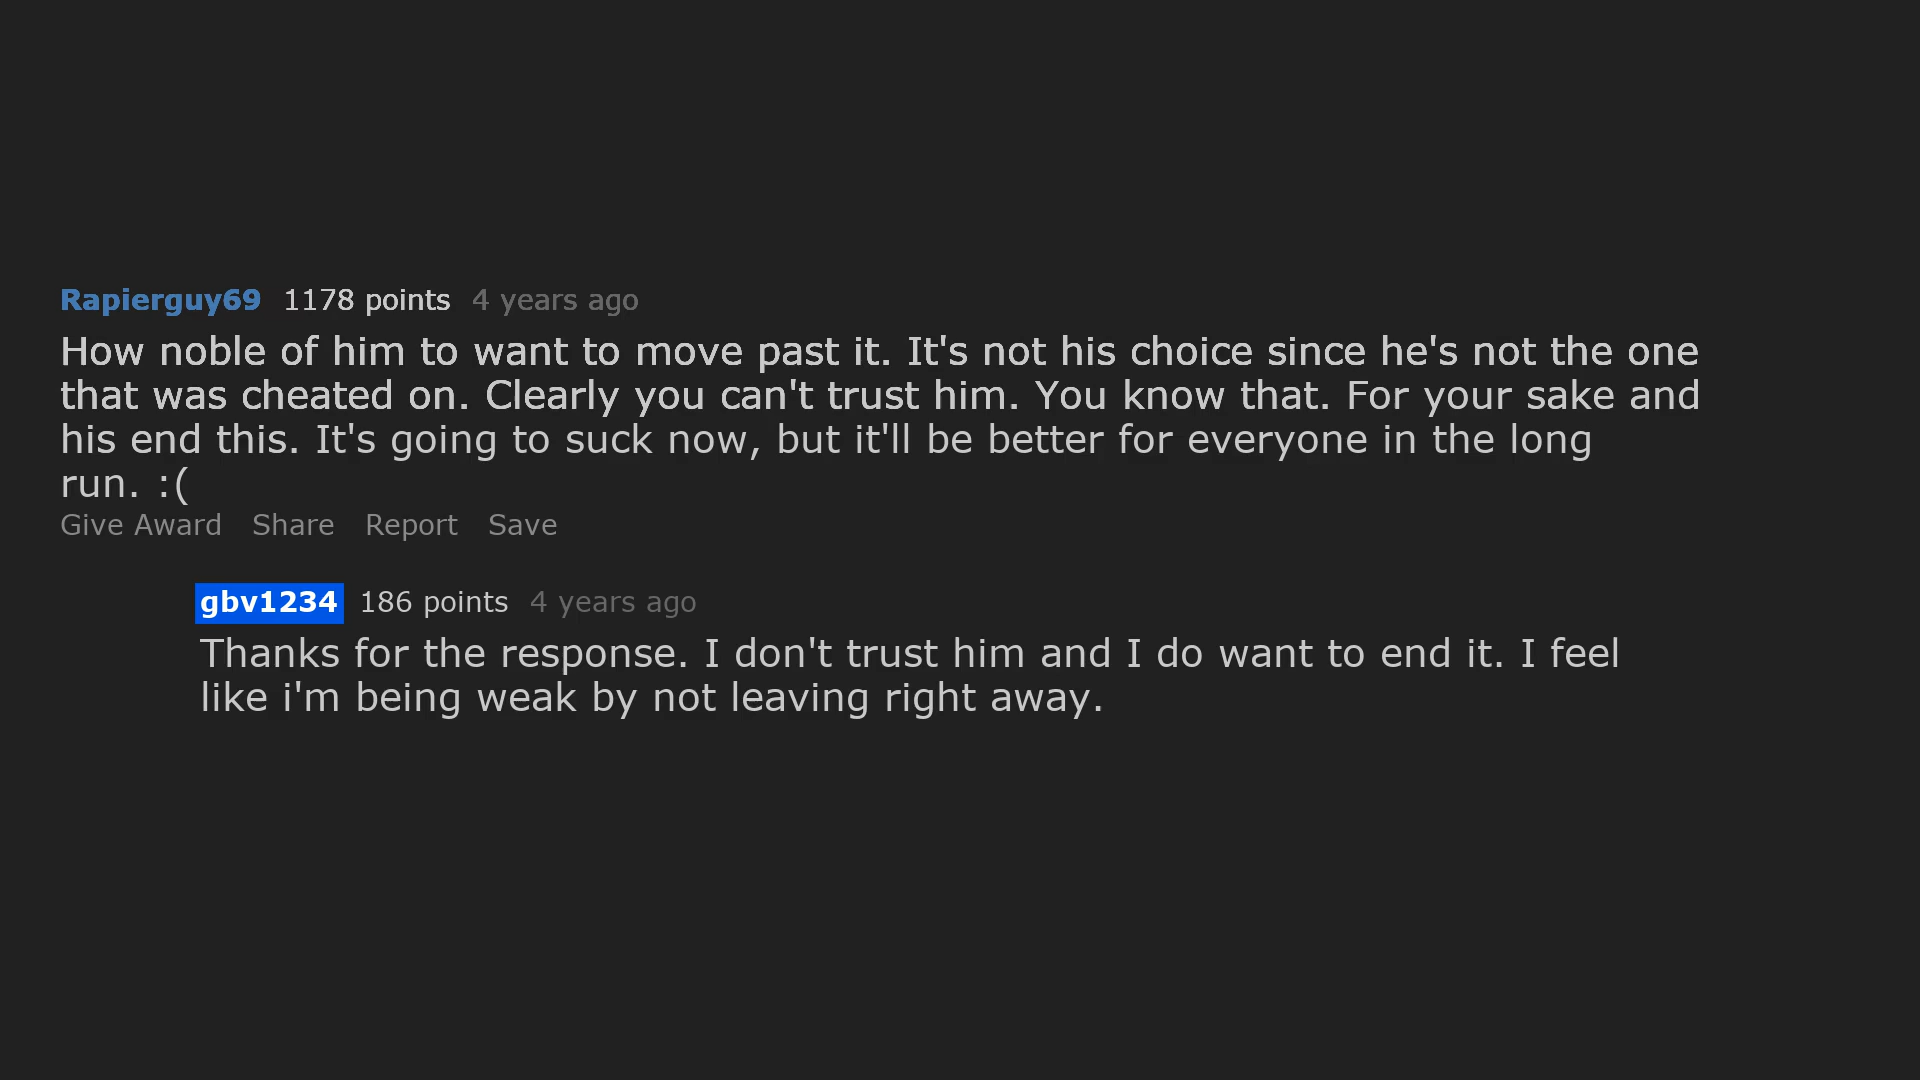 Rapierguy69 1178 points 4 years ago
How noble of him to want to move past it. It's not his choice since he's not the one
that was cheated on. Clearly you can't trust him. You know that. For your sake and
his end this. It's going to suck now, but it'll be better for everyone in the long
run. :(
Give Award Share Report Save
gbv1234 186 points 4 years ago
Thanks for the response. I don't trust him and I do want to end it. I feel
like i'm being weak by not leaving right away.